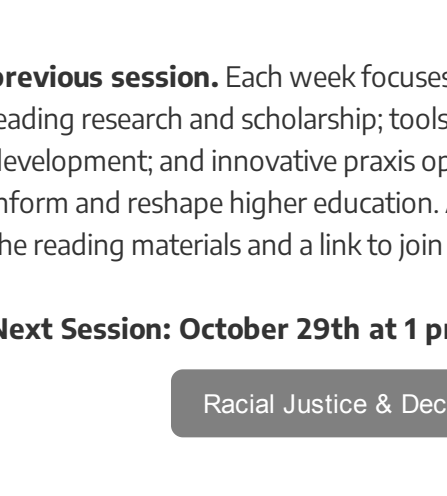 previous session. Each week focuses
eading research and scholarship; tools
development; and innovative praxis op
nform and reshape higher education.
he reading materials and a link to join
Next Session: October 29th at 1 p
Racial Justice & Dec